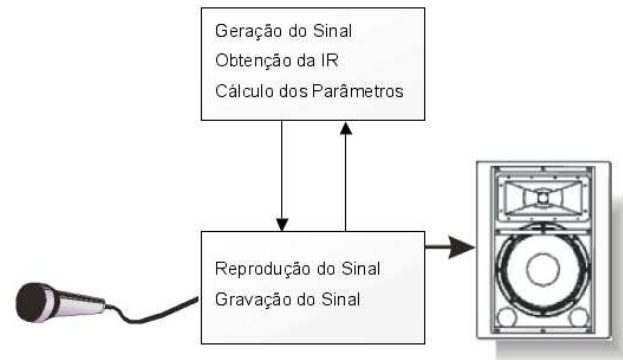 Geração do Sinal
Obtenção da IR
Cálculo dos Parâmetros
Reprodução do Sinal
Gravação do Sinal